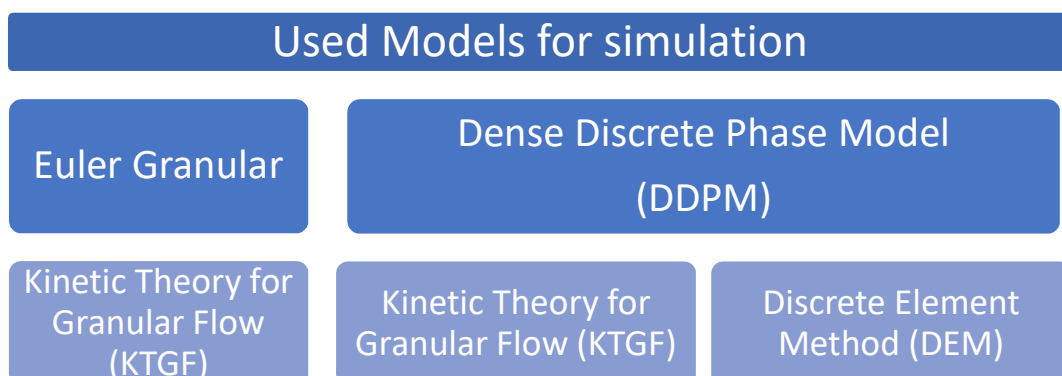 Used Models for simulation
Euler Granular
Dense Discrete Phase Model
(DDPM)
Kinetic Theory for
Granular Flow
(KTGF)
Kinetic Theory for
Granular Flow (KTGF)
Discrete Element
Method (DEM)